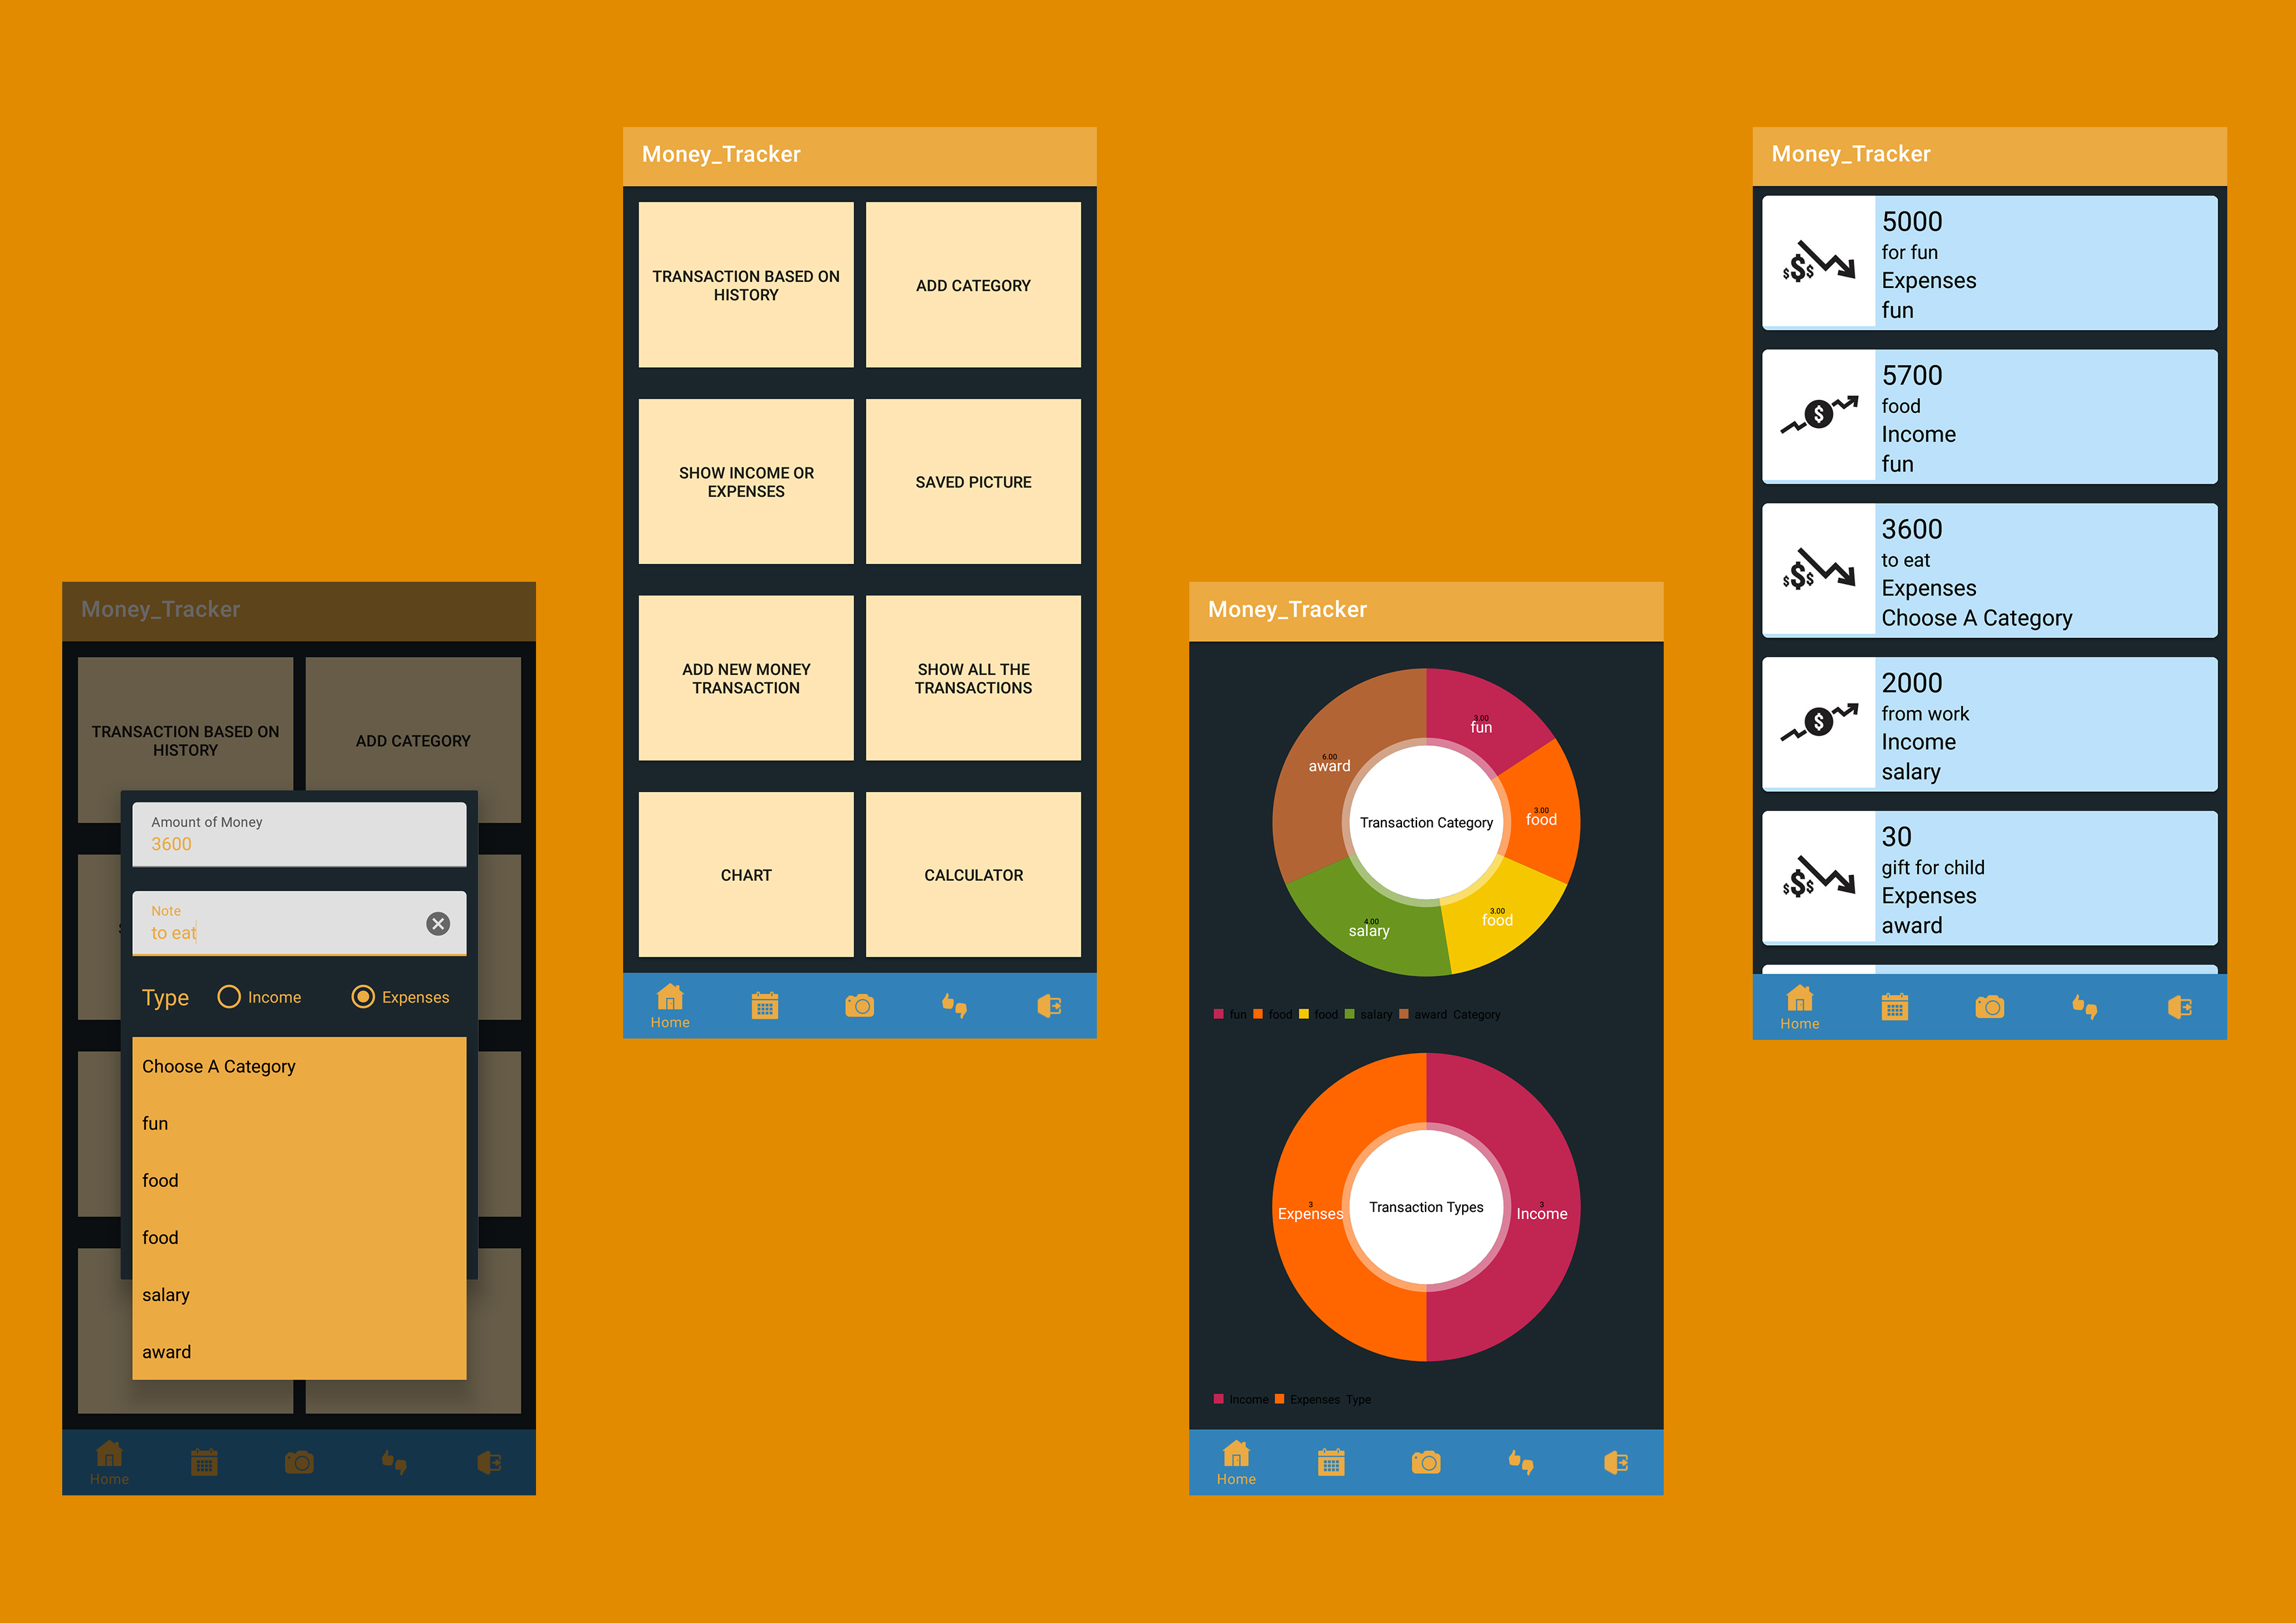 Money_Tracker
TRANSACTION BASED ON
HISTORY
ADD CATEGORY
Amount of Money
3600
Note
to eat
Type
Income
Expenses
Choose A Category
fun
food
food
salary
award
Home
Money_Tracker
TRANSACTION BASED ON
HISTORY
ADD CATEGORY
SHOW INCOME OR
EXPENSES
SAVED PICTURE
ADD NEW MONEY
TRANSACTION
SHOW ALL THE
TRANSACTIONS
CHART
CALCULATOR
Home
Money_Tracker
3.00
fun
6.00
award
3.00
food
Transaction Category
3.00
food
4.00
salary
fun food food salary award Category
3
Expenses
Transaction Types
3
Income
Income Expenses Type
Home
Money_Tracker
5000
for fun
Expenses
fun
5700
food
Income
fun
3600
to eat
Expenses
Choose A Category
2000
from work
Income
salary
30
gift for child
Expenses
award
Home